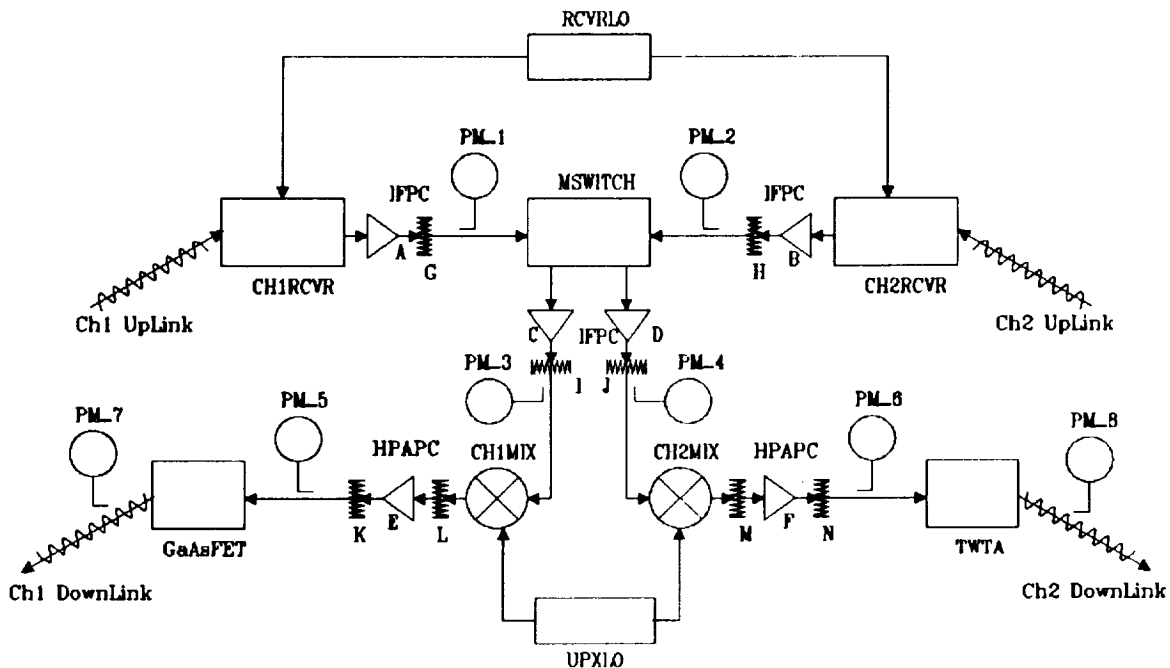 RCVRLO
PM_1
PM_2
IFPC
MSWITCH
IFPC
A
G
H
B
CH1RCVR
CH2RCVR
Ch1 UpLink
Ch2 UpLink
C
IFPC
D
PM_3
I
J
PM_4
PM_7
PM_5
HPAPC
CH1MIX
CH2MIX
HPAPC
PM_6
PM_8
K
E
L
M
F
N
GaAsFET
TWTA
Ch1 DownLink
Ch2 DownLink
UPXLO